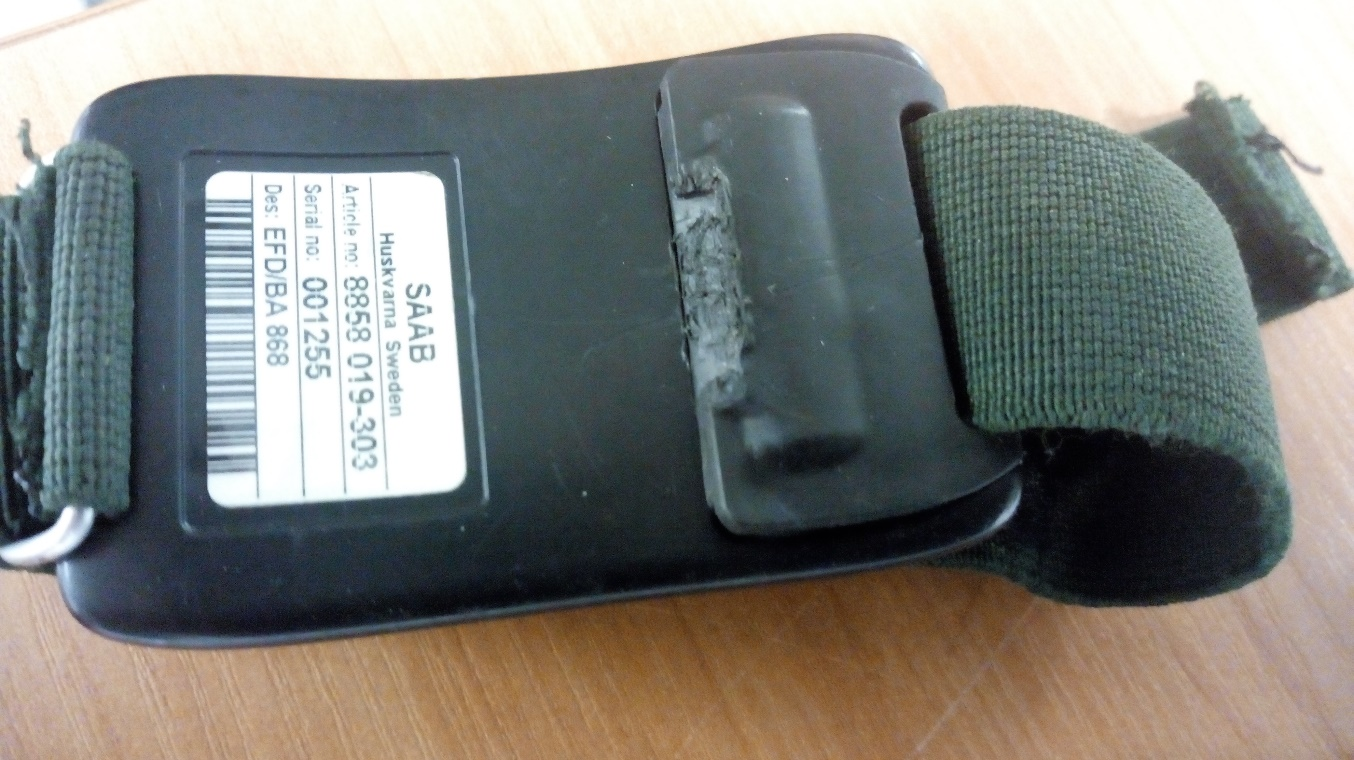 SAAB
Huskvarna Sweden
Article no: 8858 019-303
Serial no: 001255
Des: EFD/BA 868